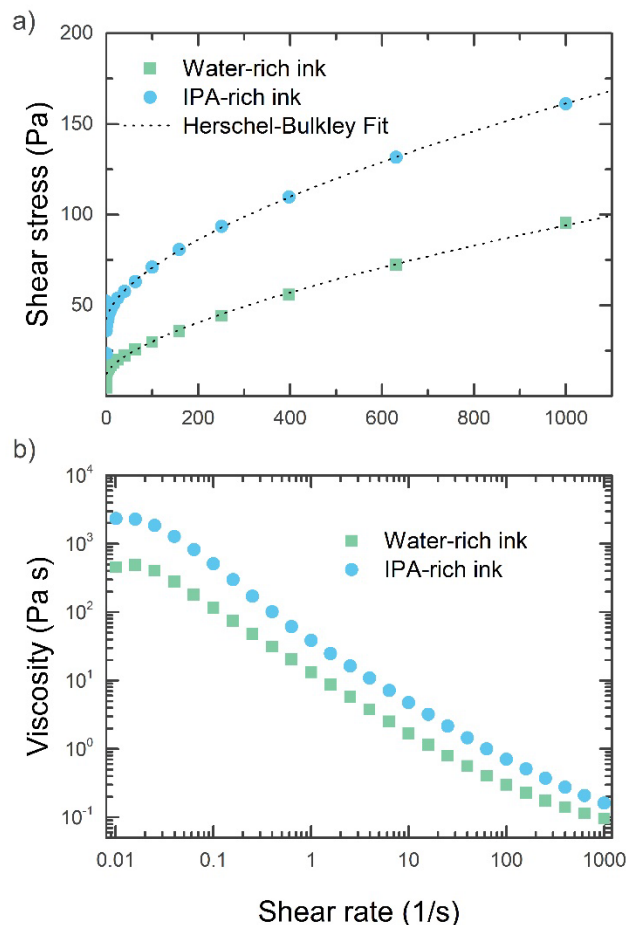 a)
200
150
100
50
Shear stress (Pa)
Water-rich ink
IPA-rich ink
Herschel-Bulkley Fit
0 200 400 600 800 1000
b)
10^4
10^3
10^2
10^1
10^0
10^-1
Viscosity (Pa s)
Water-rich ink
IPA-rich ink
0.01 0.1 1 10 100 1000
Shear rate (1/s)